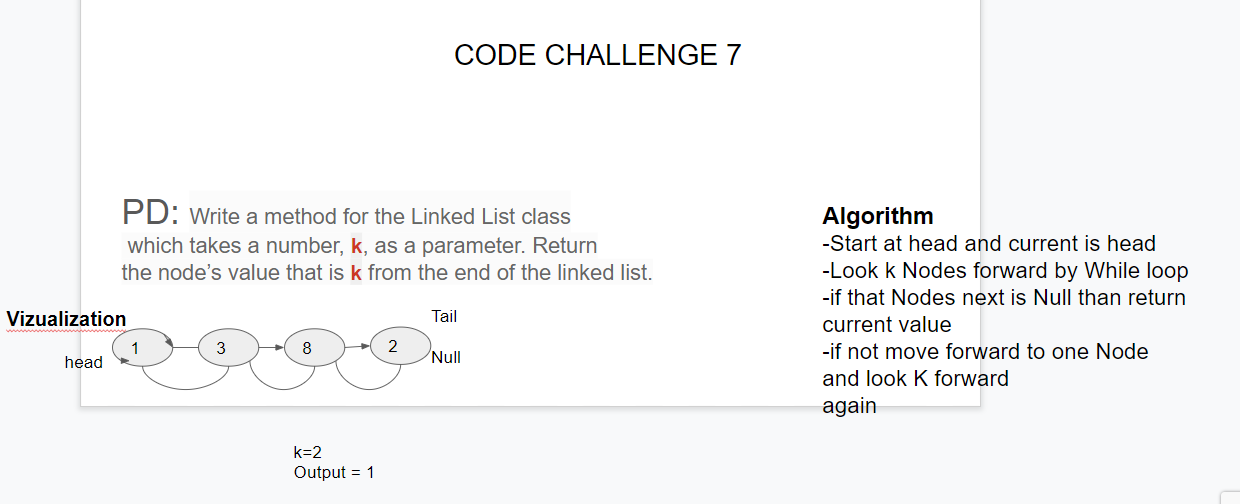 CODE CHALLENGE 7
PD: Write a method for the Linked List class
which takes a number, k, as a parameter. Return
the node's value that is k from the end of the linked list.
Vizualization
head
1
3
8
2
Tail
Null
k=2
Output = 1
Algorithm
-Start at head and current is head
-Look k Nodes forward by While loop
-if that Nodes next is Null than return
current value
-if not move forward to one Node
and look K forward
again